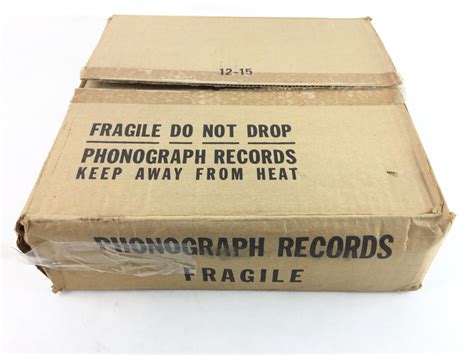 12-15
FRAGILE DO NOT DROP
PHONOGRAPH RECORDS
KEEP AWAY FROM HEAT
PHONOGRAPH RECORDS
FRAGILE